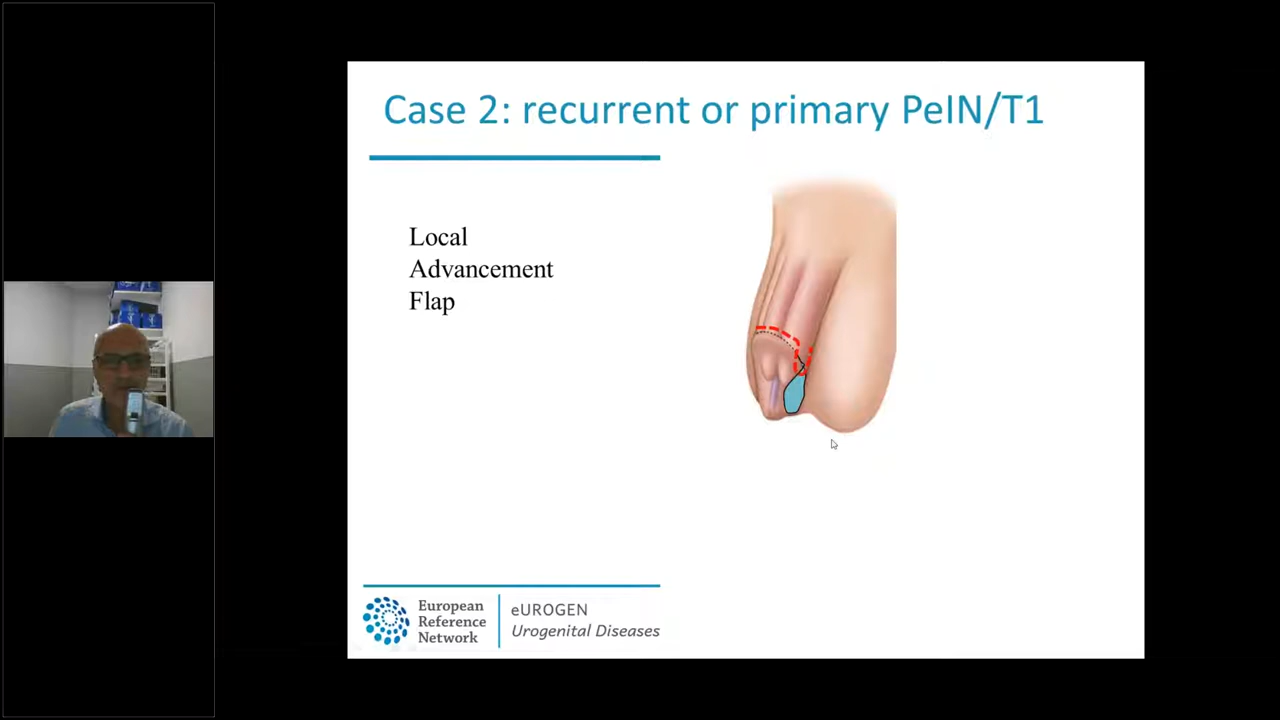 Case 2: recurrent or primary PeIN/T1
Local
Advancement
Flap
European
Reference
Network
eUROGEN
Urogenital Diseases